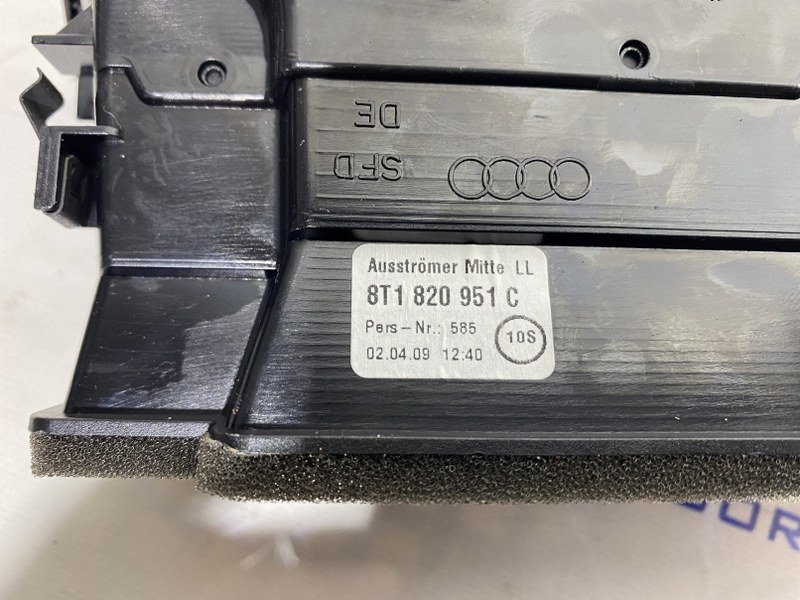 DE
SFD
Ausströmer Mitte LL
8T1 820 951 C
Pers-Nr.: 585
10S
02.04.09 12:40